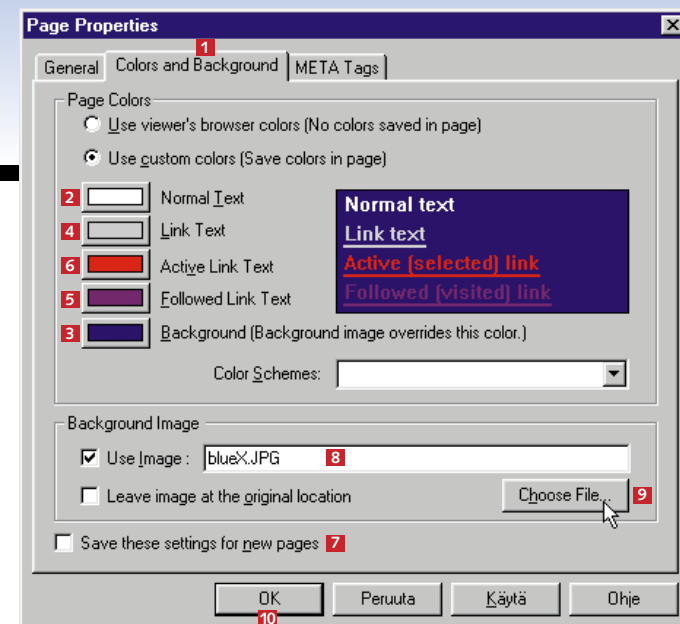 Page Properties
1
General Colors and Background META Tags
Page Colors
Use viewer's browser colors (No colors saved in page)
Use custom colors (Save colors in page)
2 Normal Text
4 Link Text
6 Active Link Text
5 Followed Link Text
3 Background (Background image overrides this color.)
Normal text
Link text
Active (selected) link
Followed (visited) link
Color Schemes:
Background Image
Use Image : blueX.JPG 8
Leave image at the original location Choose File... 9
Save these settings for new pages 7
OK Peruuta Käytä Ohje
10